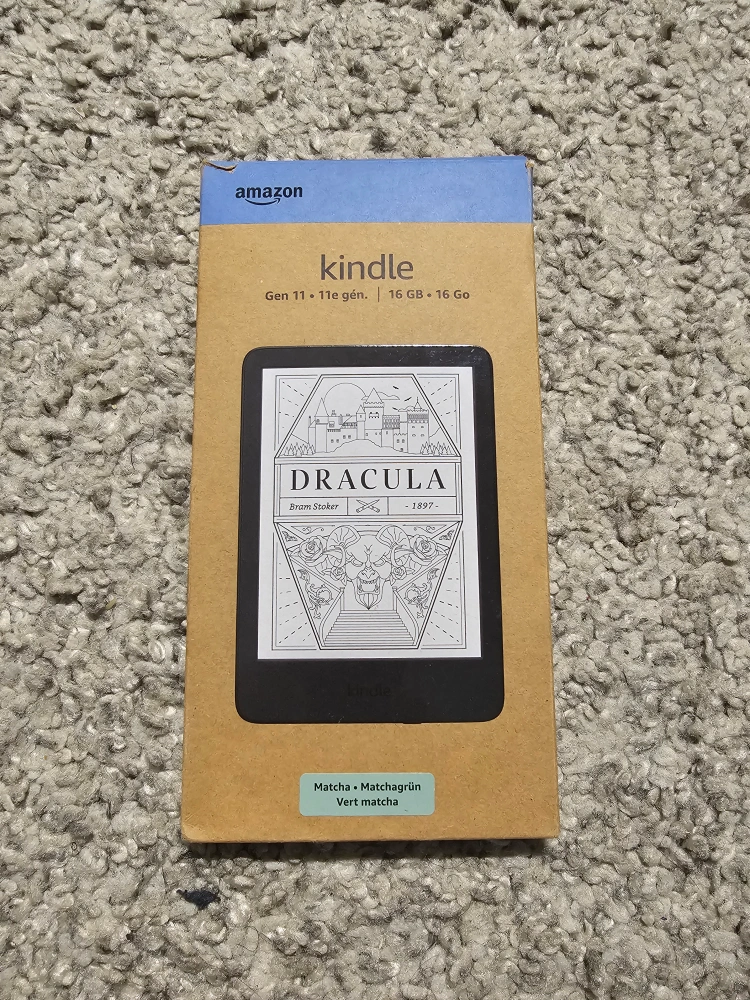 amazon
kindle
Gen 11 • 11e gén. | 16 GB • 16 Go
DRACULA
Bram Stoker - 1897 -
kindle
Matcha • Matchagrün
Vert matcha